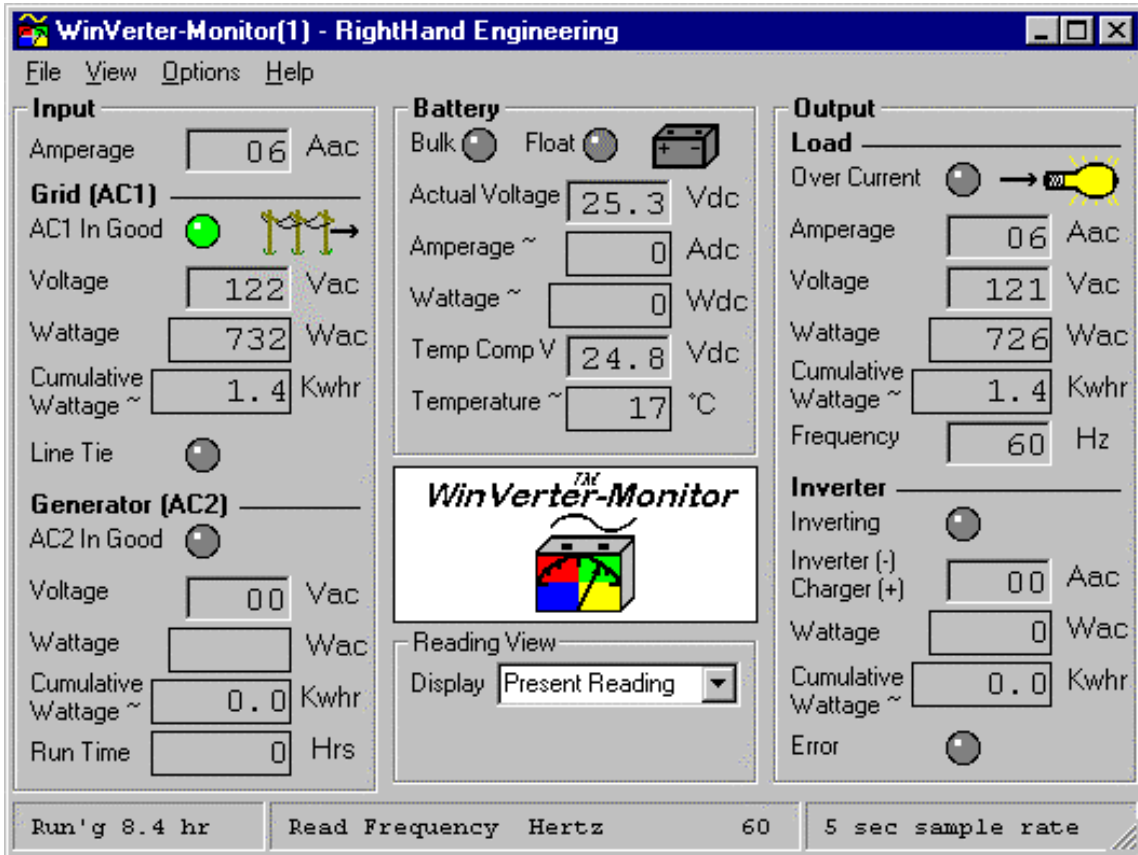 WinVerter-Monitor(1) - RightHand Engineering
File View Options Help
Input
Amperage 06 Aac
Grid (AC1)
AC1 In Good
Voltage 122 Vac
Wattage 732 Wac
Cumulative
Wattage ~ 1.4 Kwhr
Line Tie
Generator (AC2)
AC2 In Good
Voltage 00 Vac
Wattage Wac
Cumulative
Wattage ~ 0.0 Kwhr
Run Time 0 Hrs
Battery
Bulk Float
+ -
Actual Voltage 25.3 Vdc
Amperage ~ 0 Adc
Wattage ~ 0 Wdc
Temp Comp V 24.8 Vdc
Temperature ~ 17 °C
WinVerter-Monitor TM
Reading View
Display Present Reading
Output
Load
Over Current
Amperage 06 Aac
Voltage 121 Vac
Wattage 726 Wac
Cumulative
Wattage ~ 1.4 Kwhr
Frequency 60 Hz
Inverter
Inverting
Inverter (-)
Charger (+) 00 Aac
Wattage 0 Wac
Cumulative
Wattage ~ 0.0 Kwhr
Error
Run'g 8.4 hr
Read Frequency Hertz 60
5 sec sample rate